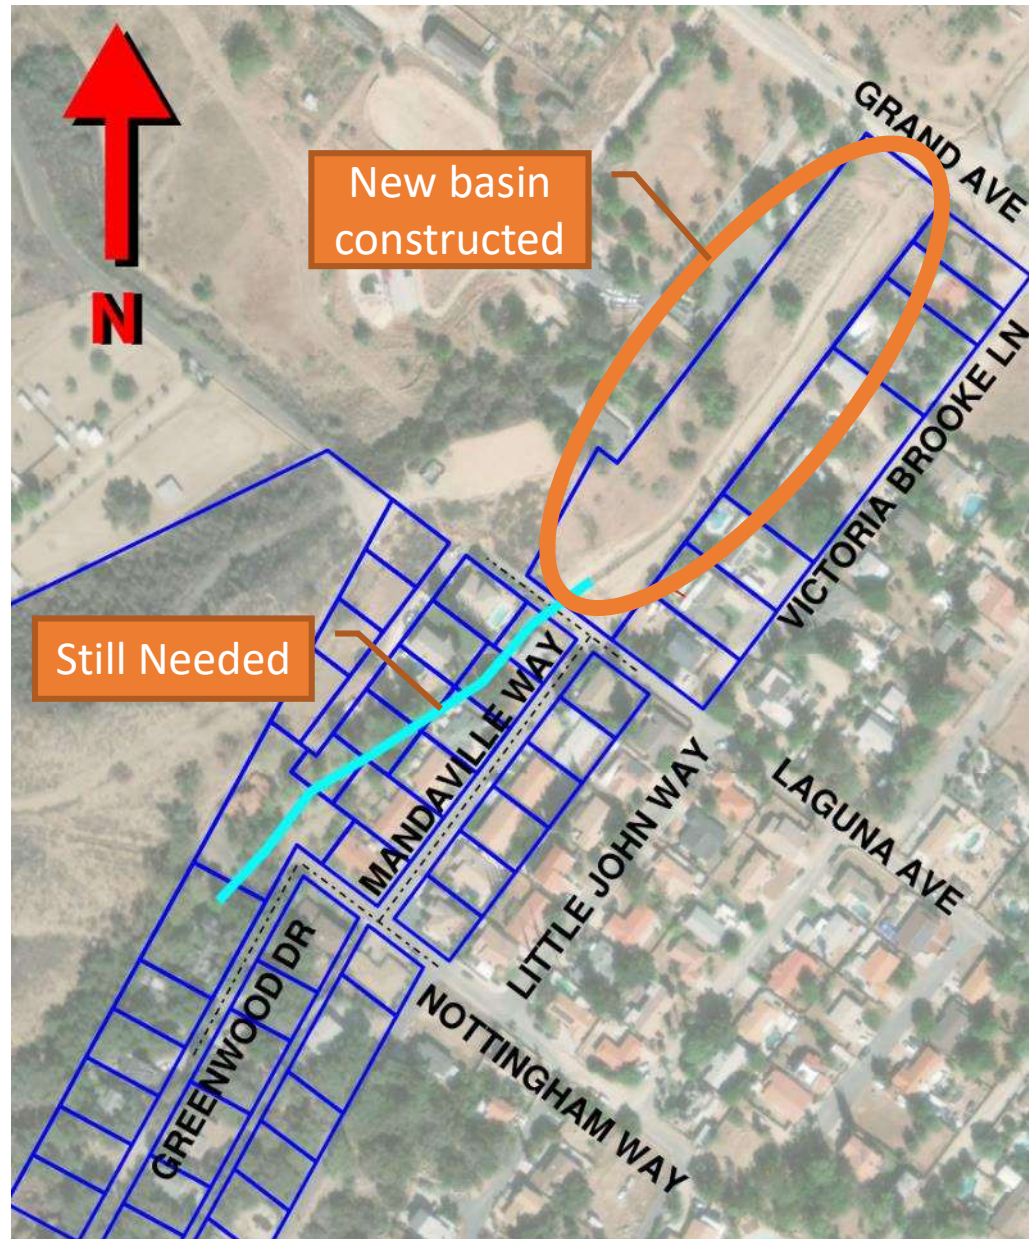 GRAND AVE
New basin
constructed
N
VICTORIA BROOKE LN
Still Needed
MANDAVILLE WAY
LITTLE JOHN WAY
LAGUNA AVE
GREENWOOD DR
NOTTINGHAM WAY